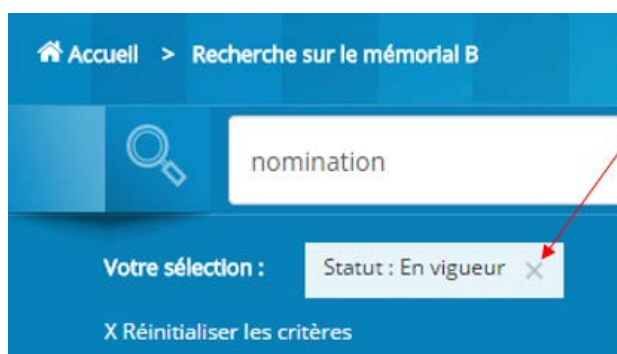 Accueil > Recherche sur le mémorial B
nomination
Votre sélection : Statut : En vigueur ×
X Réinitialiser les critères